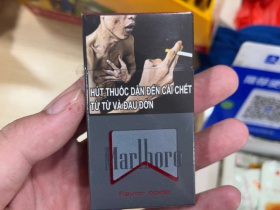 HÚT THUỐC DẪN ĐẾN CÁI CHẾT
TỪ TỪ VÀ ĐAU ĐỚN
Marlboro